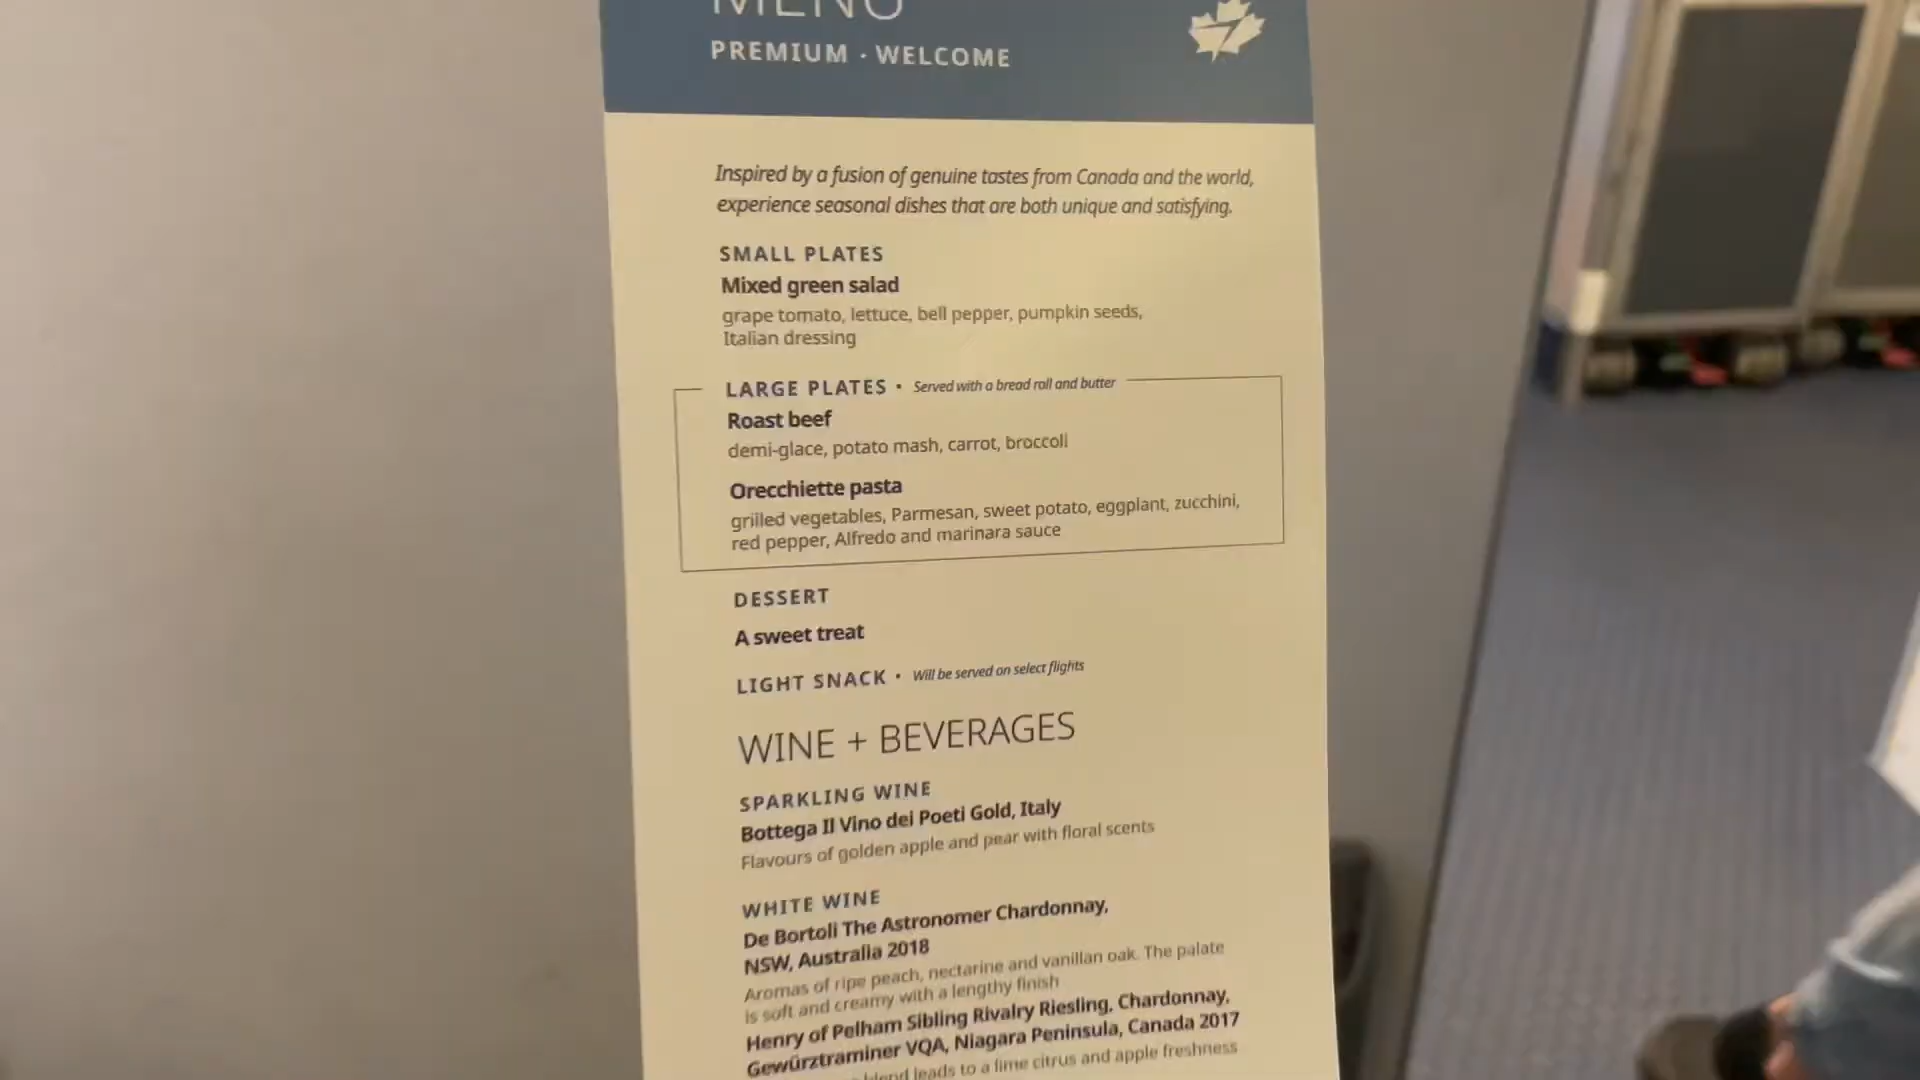 MENU
PREMIUM · WELCOME
Inspired by a fusion of genuine tastes from Canada and the world,
experience seasonal dishes that are both unique and satisfying.
SMALL PLATES
Mixed green salad
grape tomato, lettuce, bell pepper, pumpkin seeds,
Italian dressing
LARGE PLATES • Served with a bread roll and butter
Roast beef
demi-glace, potato mash, carrot, broccoli
Orecchiette pasta
grilled vegetables, Parmesan, sweet potato, eggplant, zucchini,
red pepper, Alfredo and marinara sauce
DESSERT
A sweet treat
LIGHT SNACK • Will be served on select flights
WINE + BEVERAGES
SPARKLING WINE
Bottega Il Vino dei Poeti Gold, Italy
Flavours of golden apple and pear with floral scents
WHITE WINE
De Bortoli The Astronomer Chardonnay,
NSW, Australia 2018
Aromas of ripe peach, nectarine and vanillan oak. The palate
is soft and creamy with a lengthy finish
Henry of Pelham Sibling Rivalry Riesling, Chardonnay,
Gewürztraminer VQA, Niagara Peninsula, Canada 2017
blend leads to a lime citrus and apple freshness